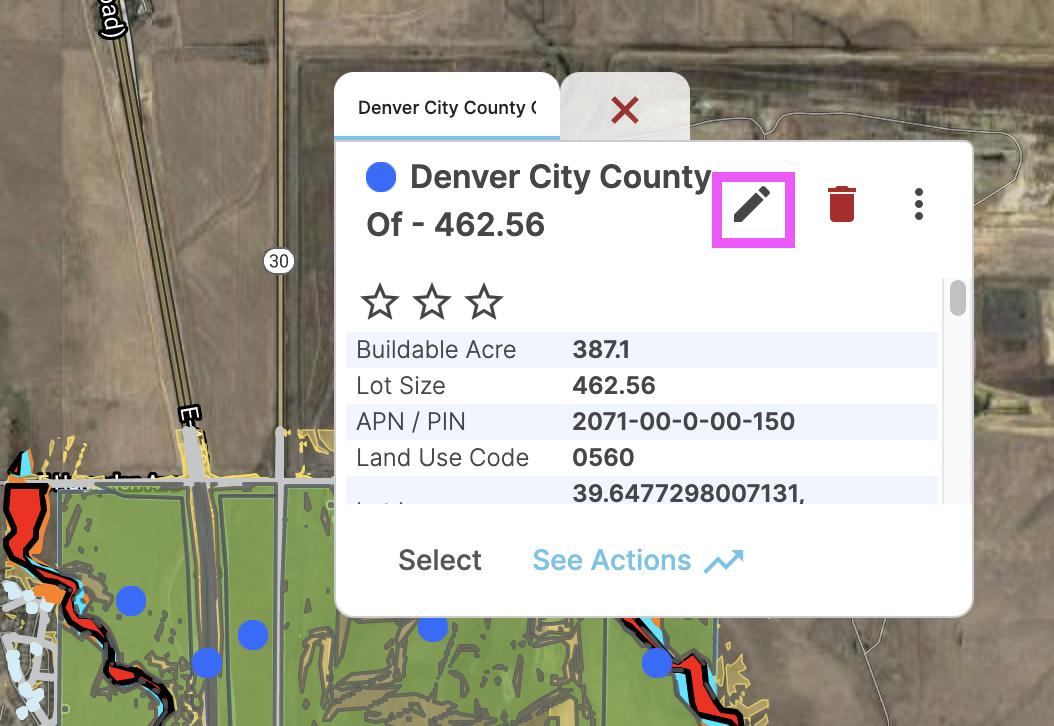 oad)
Denver City County
Denver City County
Of - 462.56
30
Buildable Acre 387.1
Lot Size 462.56
APN / PIN 2071-00-0-00-150
E
Land Use Code 0560
39.6477298007131,
Select See Actions